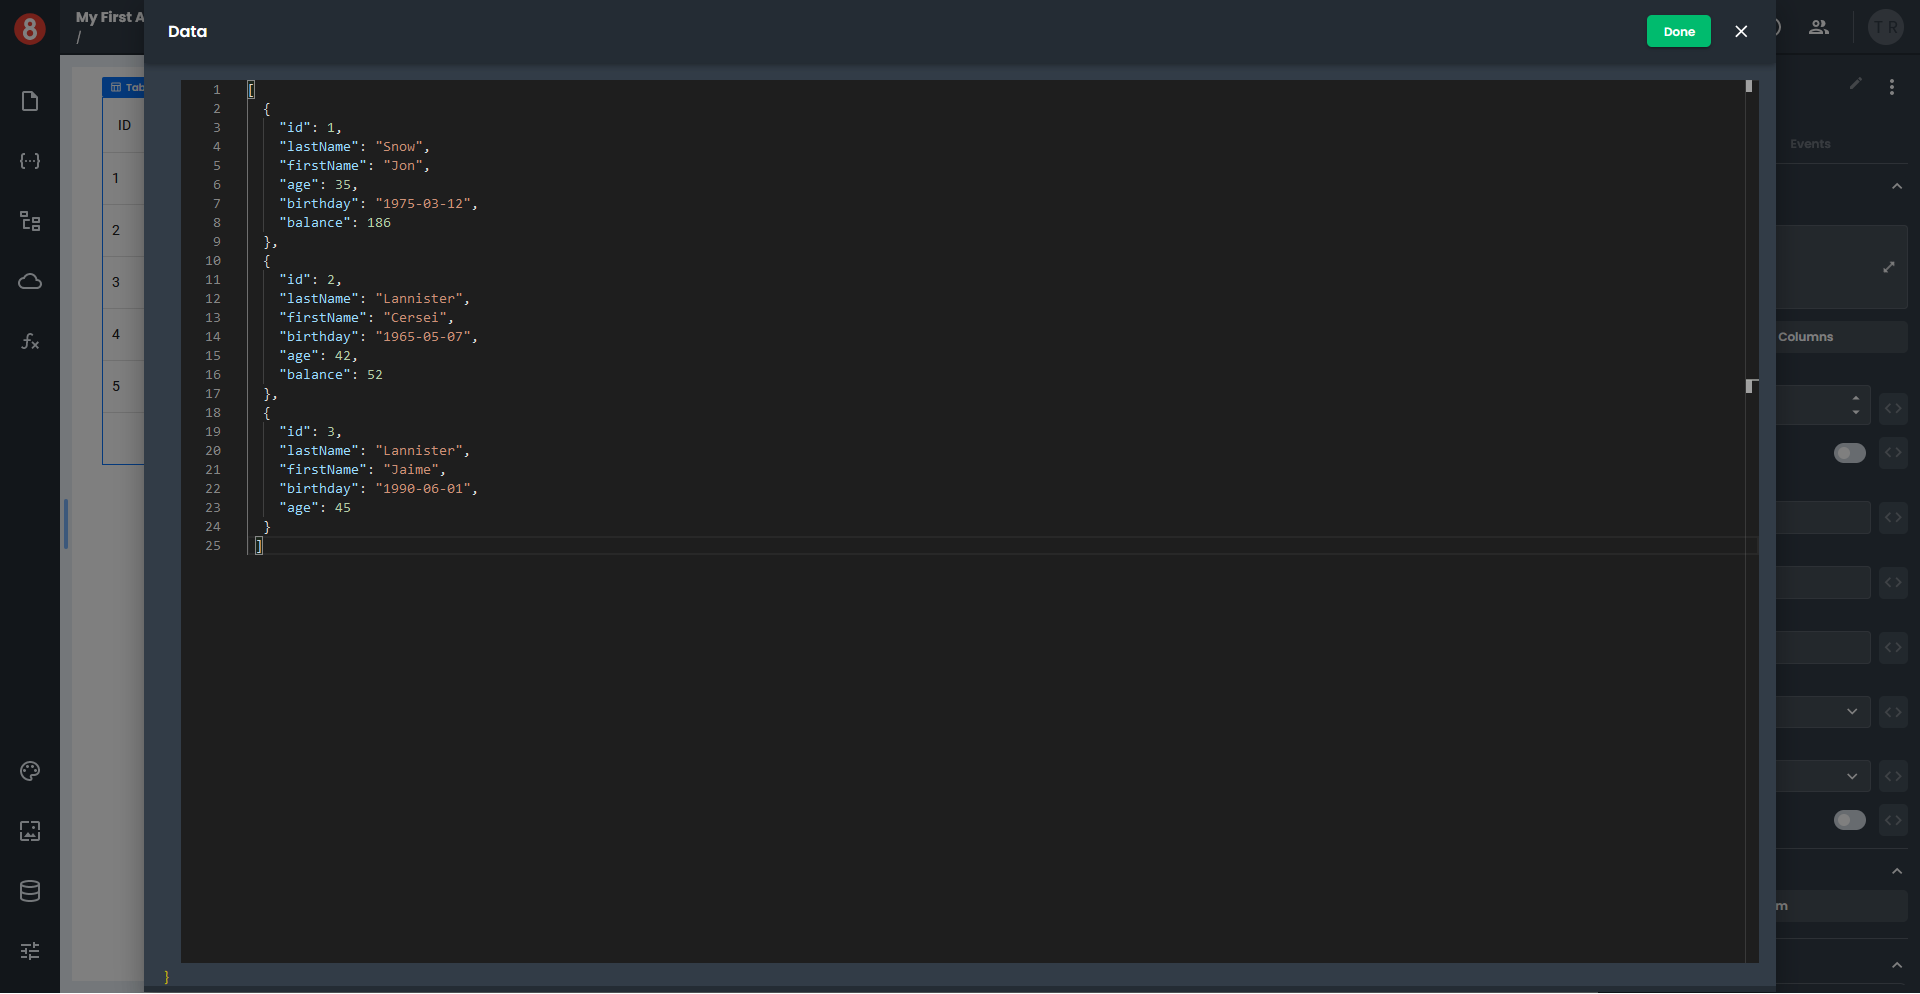 8
My First A
/
Data
Done
T R
Tab
ID
1
2
3
4
5
1 [
2 {
3 "id": 1,
4 "lastName": "Snow",
5 "firstName": "Jon",
6 "age": 35,
7 "birthday": "1975-03-12",
8 "balance": 186
9 },
10 {
11 "id": 2,
12 "lastName": "Lannister",
13 "firstName": "Cersei",
14 "birthday": "1965-05-07",
15 "age": 42,
16 "balance": 52
17 },
18 {
19 "id": 3,
20 "lastName": "Lannister",
21 "firstName": "Jaime",
22 "birthday": "1990-06-01",
23 "age": 45
24 }
25 ]
}
Events
Columns
m